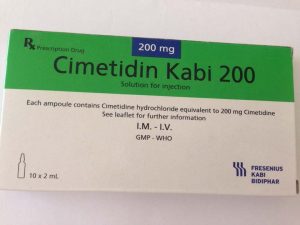 Rx Prescription Drug
200 mg
Cimetidin Kabi 200
Solution for injection
Each ampoule contains Cimetidine hydrochloride equivalent to 200 mg Cimetidine
See leaflet for further information
I.M. - I.V.
GMP - WHO
10 x 2 mL
FRESENIUS
KABI
BIDIPHAR